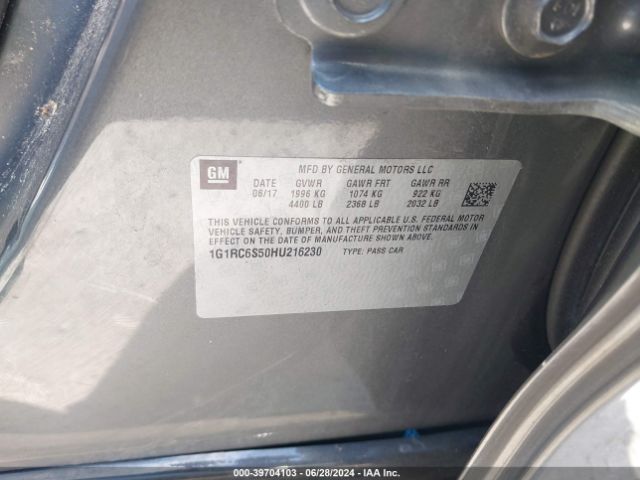 GM
MFD BY GENERAL MOTORS LLC
DATE GVWR GAWR FRT GAWR RR
06/17 1996 KG 1074 KG 922 KG
4400 LB 2368 LB 2032 LB
THIS VEHICLE CONFORMS TO ALL APPLICABLE U.S. FEDERAL MOTOR
VEHICLE SAFETY, BUMPER, AND THEFT PREVENTION STANDARDS IN
EFFECT ON THE DATE OF MANUFACTURE SHOWN ABOVE.
1G1RC6S50HU216230 TYPE: PASS CAR
000-39704103 | 06/28/2024 | IAA Inc.